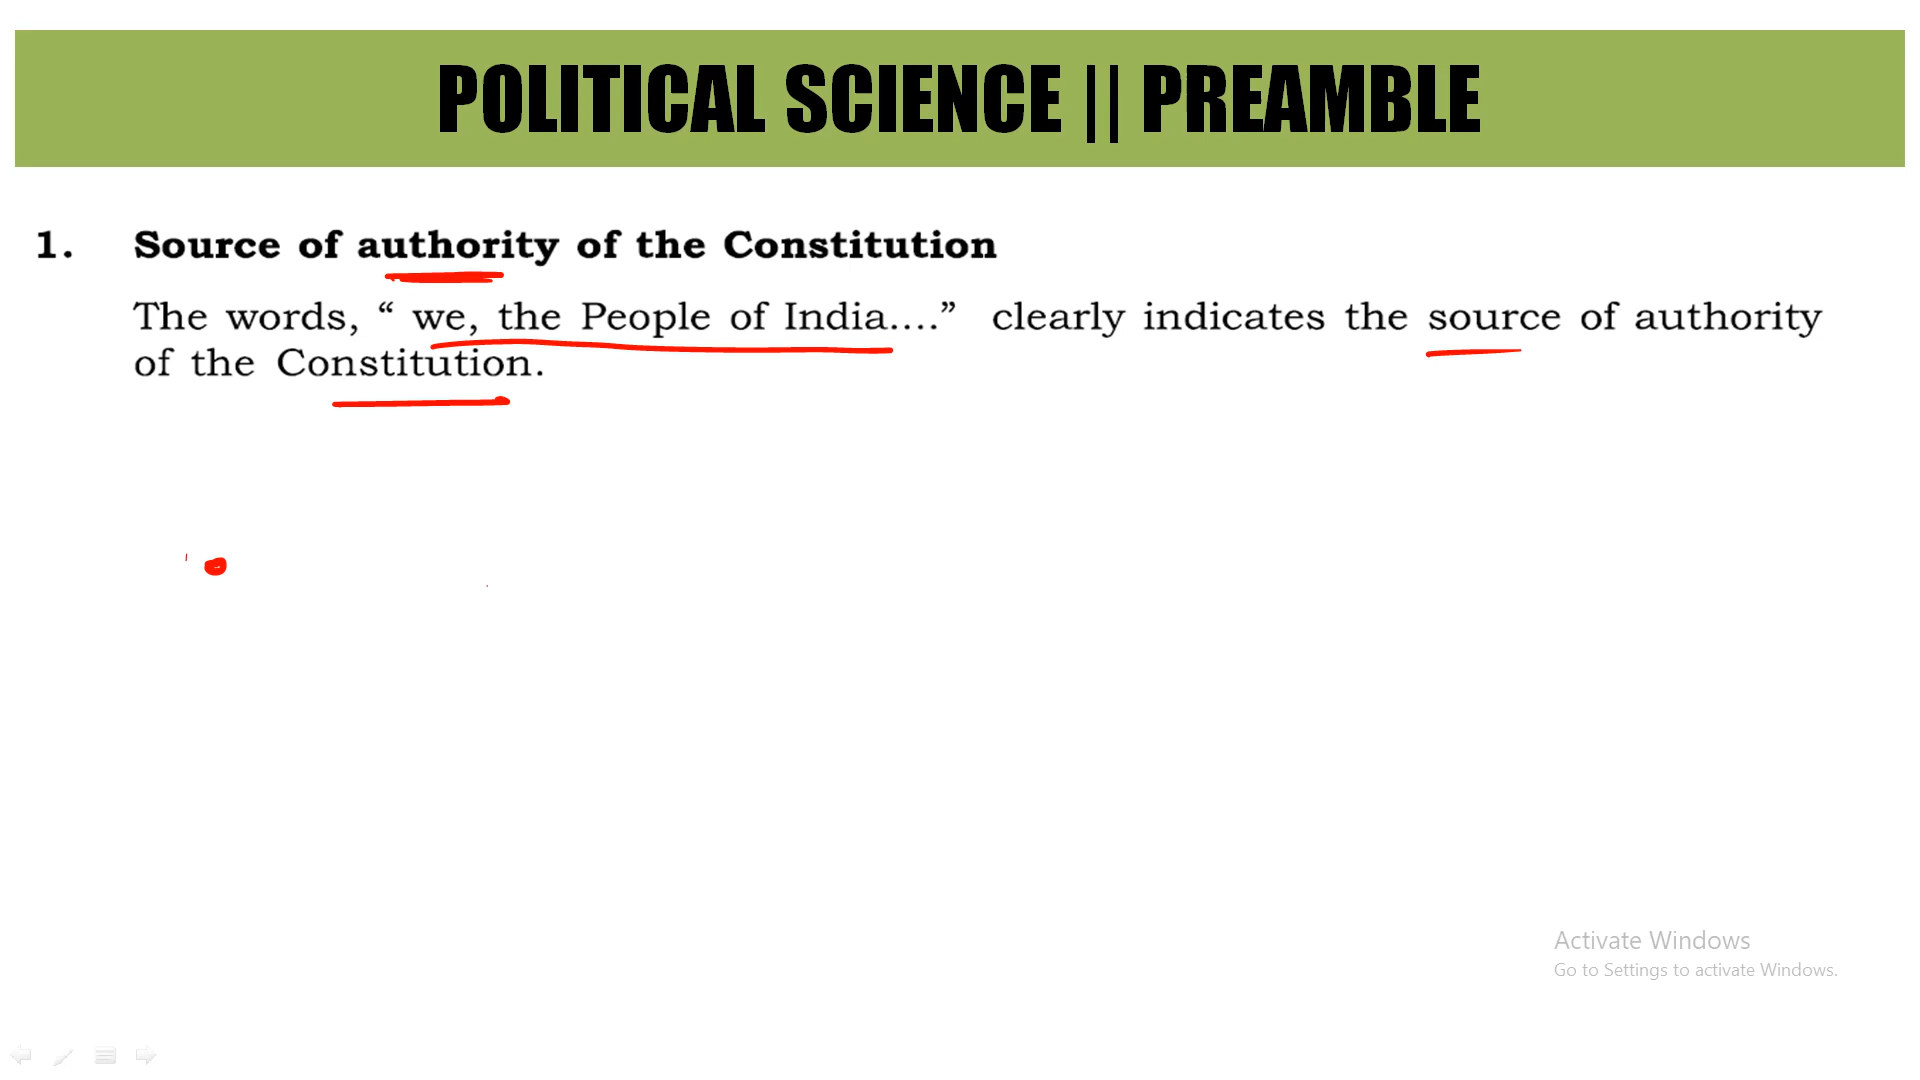 POLITICAL SCIENCE || PREAMBLE
1. Source of authority of the Constitution
The words, “ we, the People of India....” clearly indicates the source of authority
of the Constitution.
Activate Windows
Go to Settings to activate Windows.